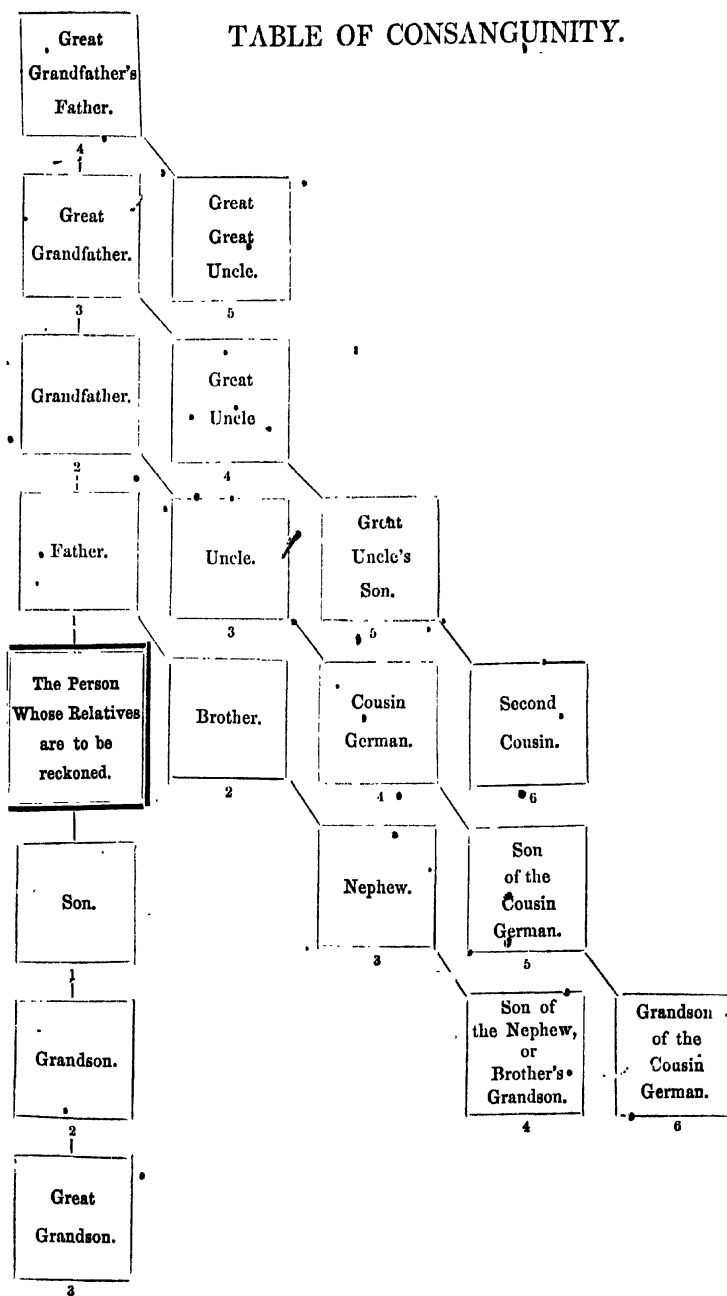 TABLE OF CONSANGUINITY.
Great
Grandfather's
Father.
4
Great
Grandfather.
3
Great
Great
Uncle.
5
Grandfather.
2
Great
Uncle
4
Father.
Uncle.
3
Great
Uncle's
Son.
5
The Person
Whose Relatives
are to be
reckoned.
Brother.
2
Cousin
German.
4
Second
Cousin.
6
Son.
1
Nephew.
3
Son
of the
Cousin
German.
5
Grandson.
2
Son of
the Nephew,
or
Brother's
Grandson.
4
Grandson
of the
Cousin
German.
6
Great
Grandson.
3